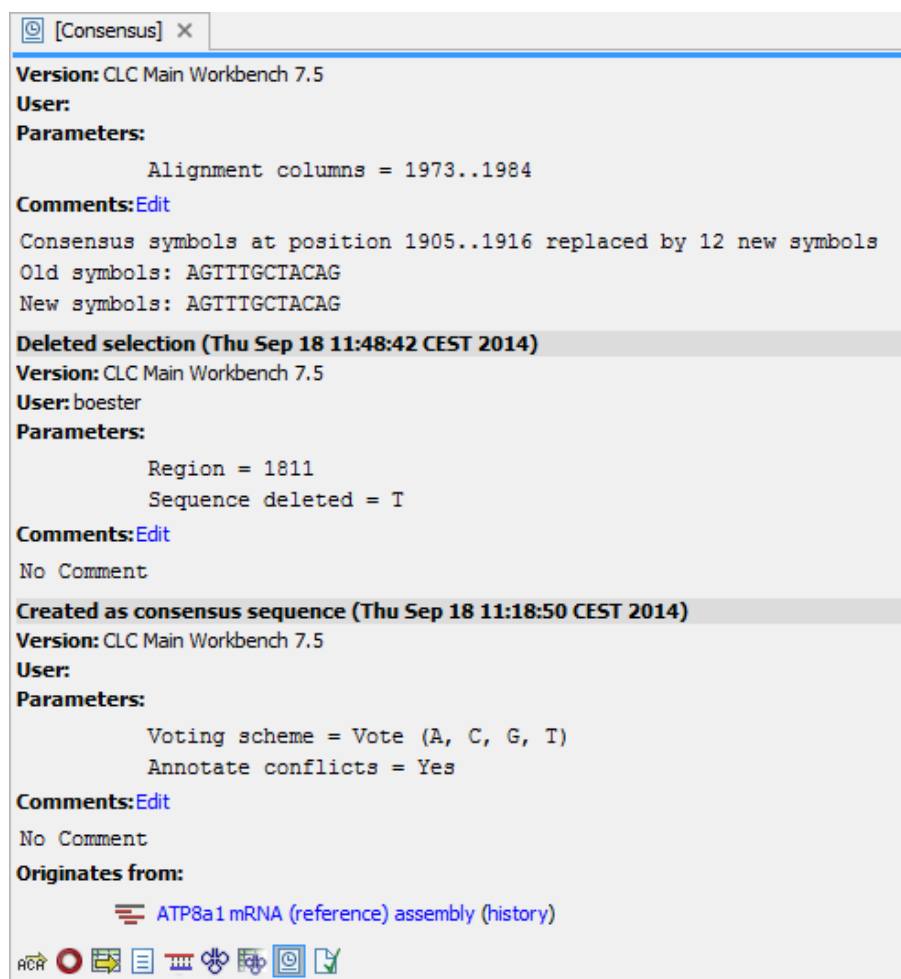 [Consensus]
Version: CLC Main Workbench 7.5
User:
Parameters:
Alignment columns = 1973..1984
Comments:Edit
Consensus symbols at position 1905..1916 replaced by 12 new symbols
Old symbols: AGTTTGCTACAG
New symbols: AGTTTGCTACAG
Deleted selection (Thu Sep 18 11:48:42 CEST 2014)
Version: CLC Main Workbench 7.5
User: boester
Parameters:
Region = 1811
Sequence deleted = T
Comments:Edit
No Comment
Created as consensus sequence (Thu Sep 18 11:18:50 CEST 2014)
Version: CLC Main Workbench 7.5
User:
Parameters:
Voting scheme = Vote (A, C, G, T)
Annotate conflicts = Yes
Comments:Edit
No Comment
Originates from:
ATP8a1 mRNA (reference) assembly (history)
ACA